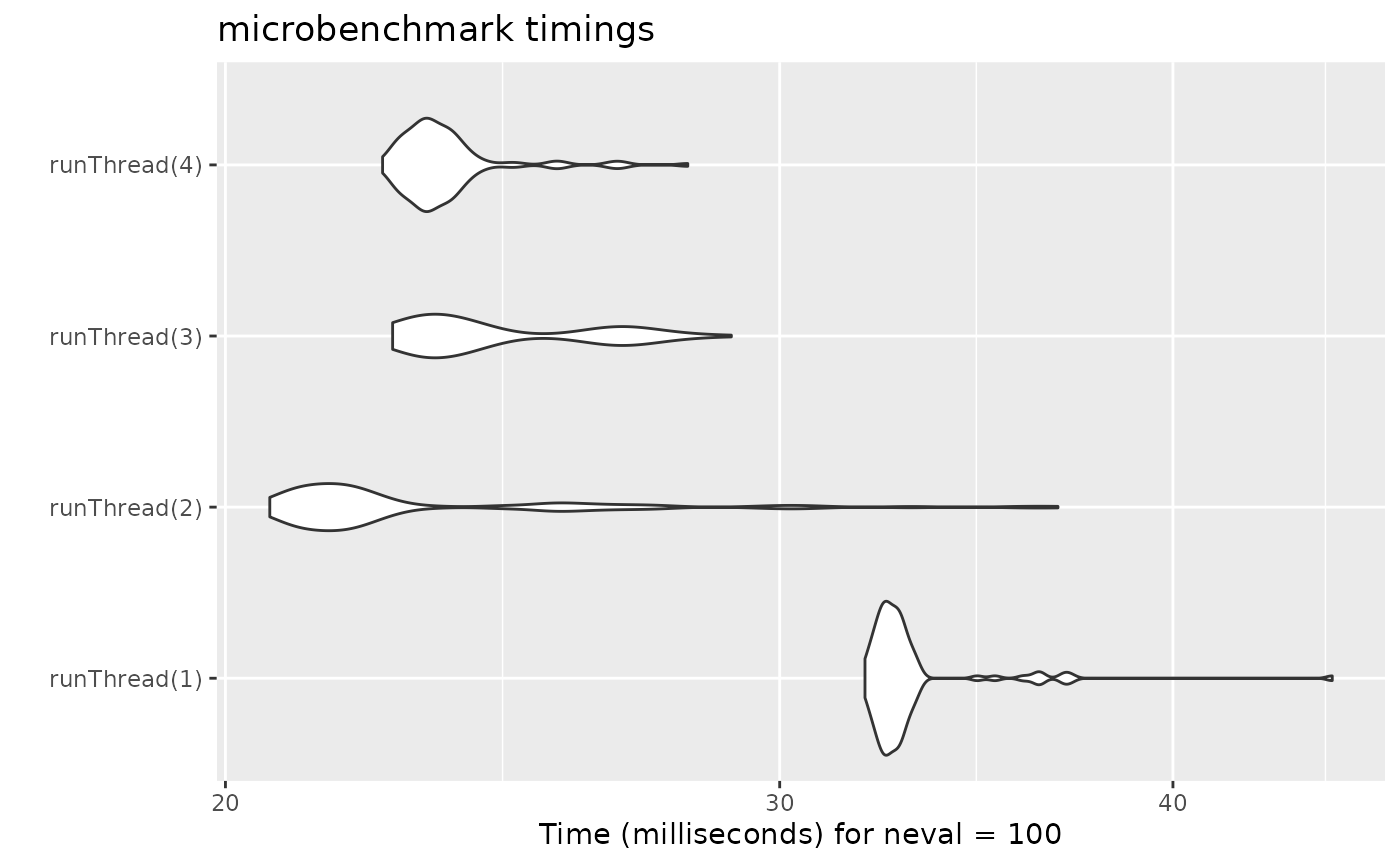 microbenchmark timings
runThread(4)
runThread(3)
runThread(2)
runThread(1)
20 30 40
Time (milliseconds) for neval = 100